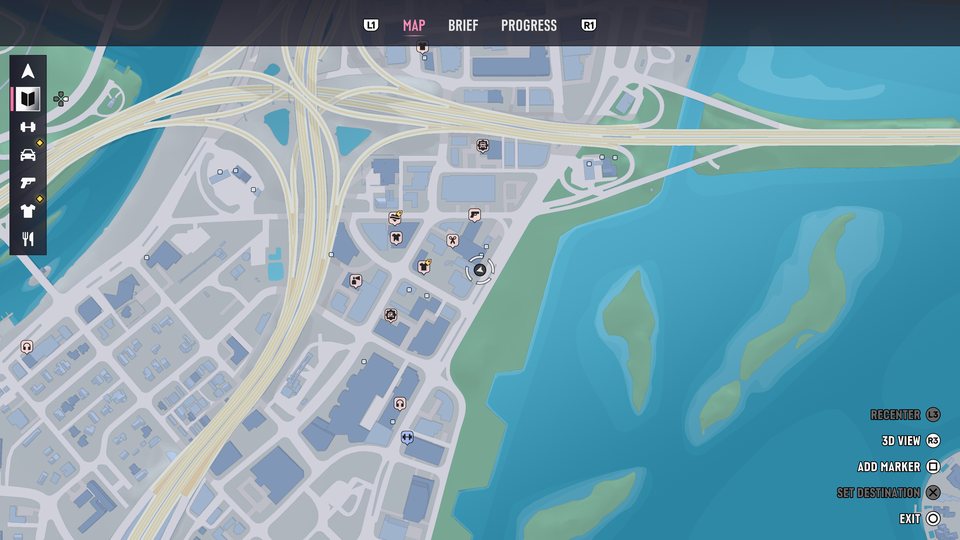 L1 MAP BRIEF PROGRESS R1
RECENTER L3
3D VIEW R3
ADD MARKER
SET DESTINATION
EXIT